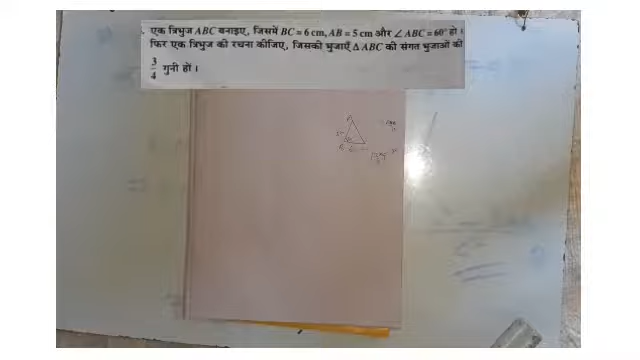 एक त्रिभुज ABC बनाइए, जिसमें BC = 6 cm, AB = 5 cm और ∠ ABC = 60° हो।
फिर एक त्रिभुज की रचना कीजिए, जिसकी भुजाएँ Δ ABC की संगत भुजाओं की
3/4 गुनी हों।